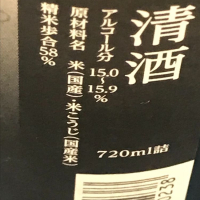 清酒
アルコール分 15.0～15.9%
原材料名 米(国産)・米こうじ(国産米)
精米歩合58%
720ml詰